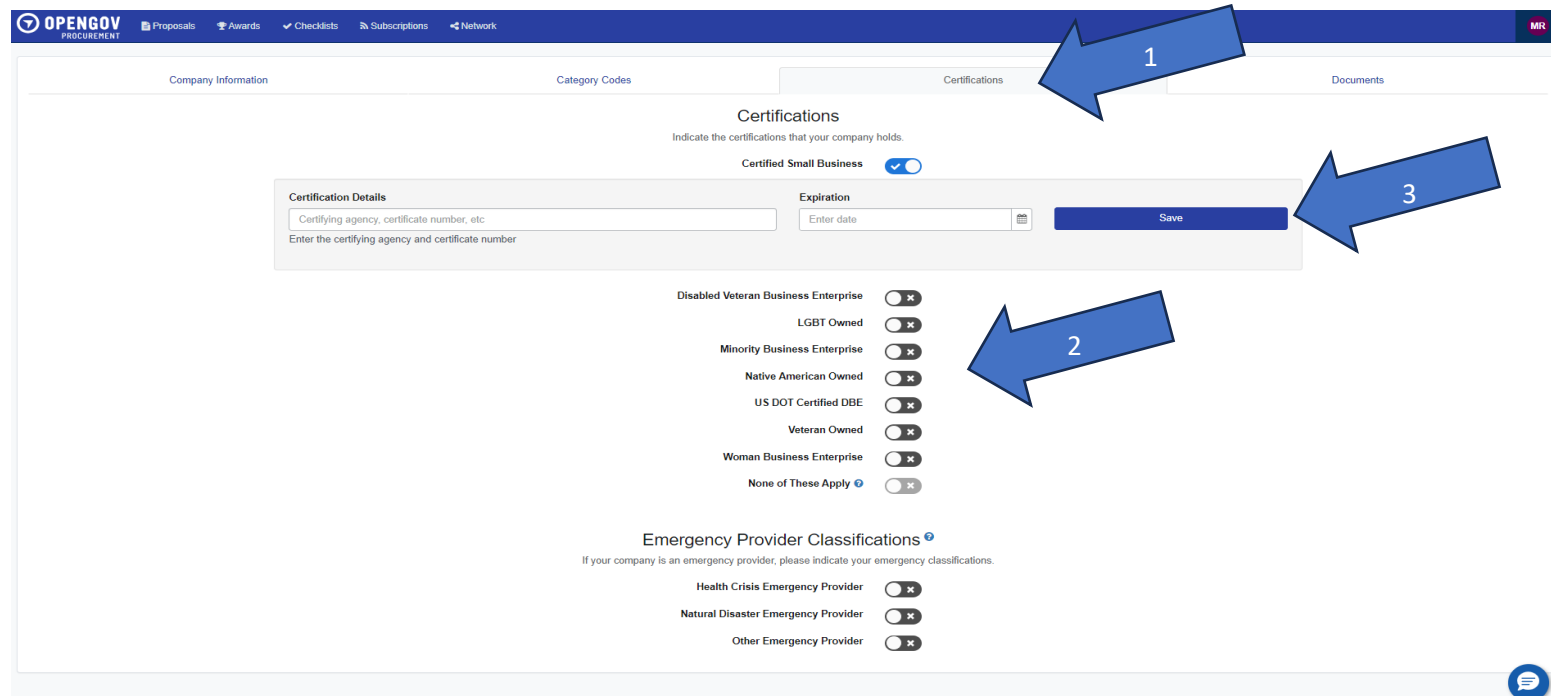 OPENGOV
PROCUREMENT
Proposals Awards Checklists Subscriptions Network
MR
1
Company Information Category Codes Certifications Documents
Certifications
Indicate the certifications that your company holds.
Certified Small Business
3
Certification Details Expiration
Certifying agency, certificate number, etc Enter date Save
Enter the certifying agency and certificate number
Disabled Veteran Business Enterprise
LGBT Owned
2
Minority Business Enterprise
Native American Owned
US DOT Certified DBE
Veteran Owned
Woman Business Enterprise
None of These Apply ?
Emergency Provider Classifications ?
If your company is an emergency provider, please indicate your emergency classifications.
Health Crisis Emergency Provider
Natural Disaster Emergency Provider
Other Emergency Provider